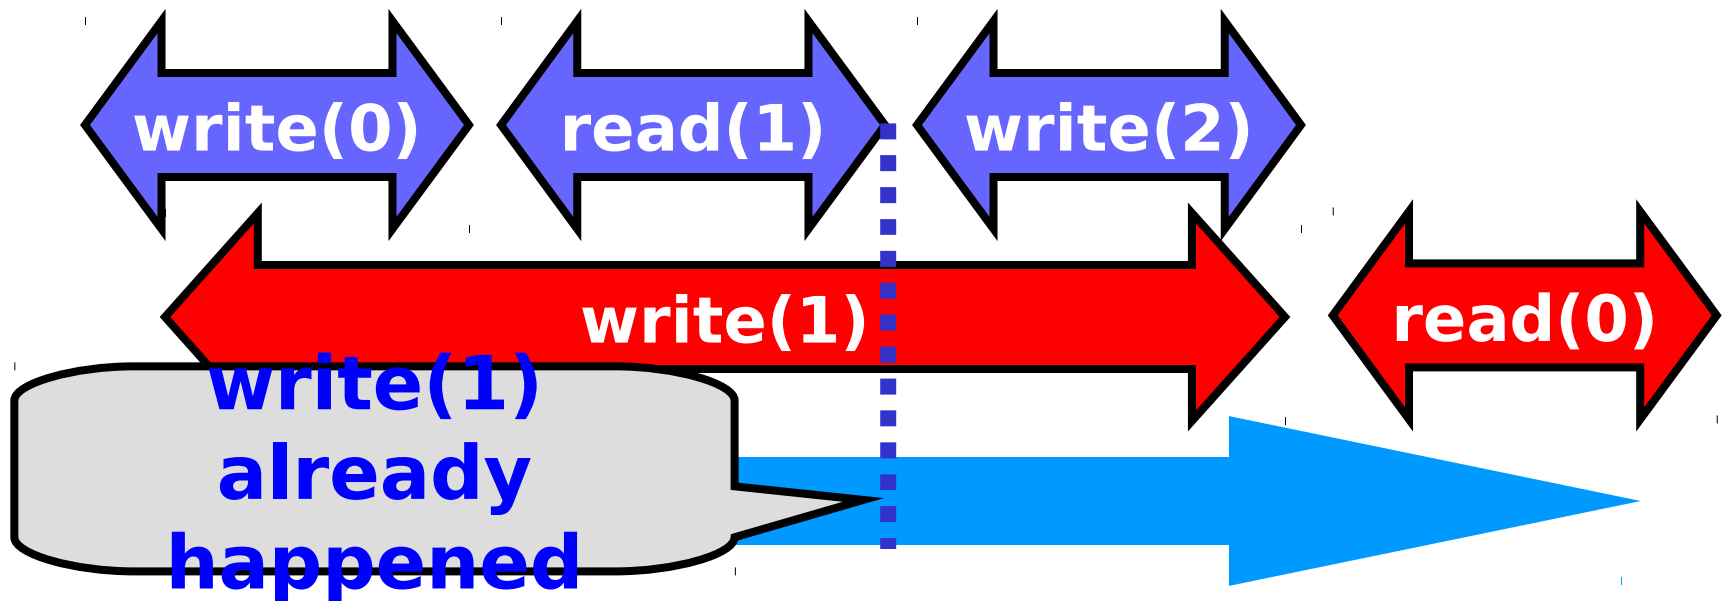 write(0) read(1) write(2)
write(1) read(0)
write(1)
already
happened